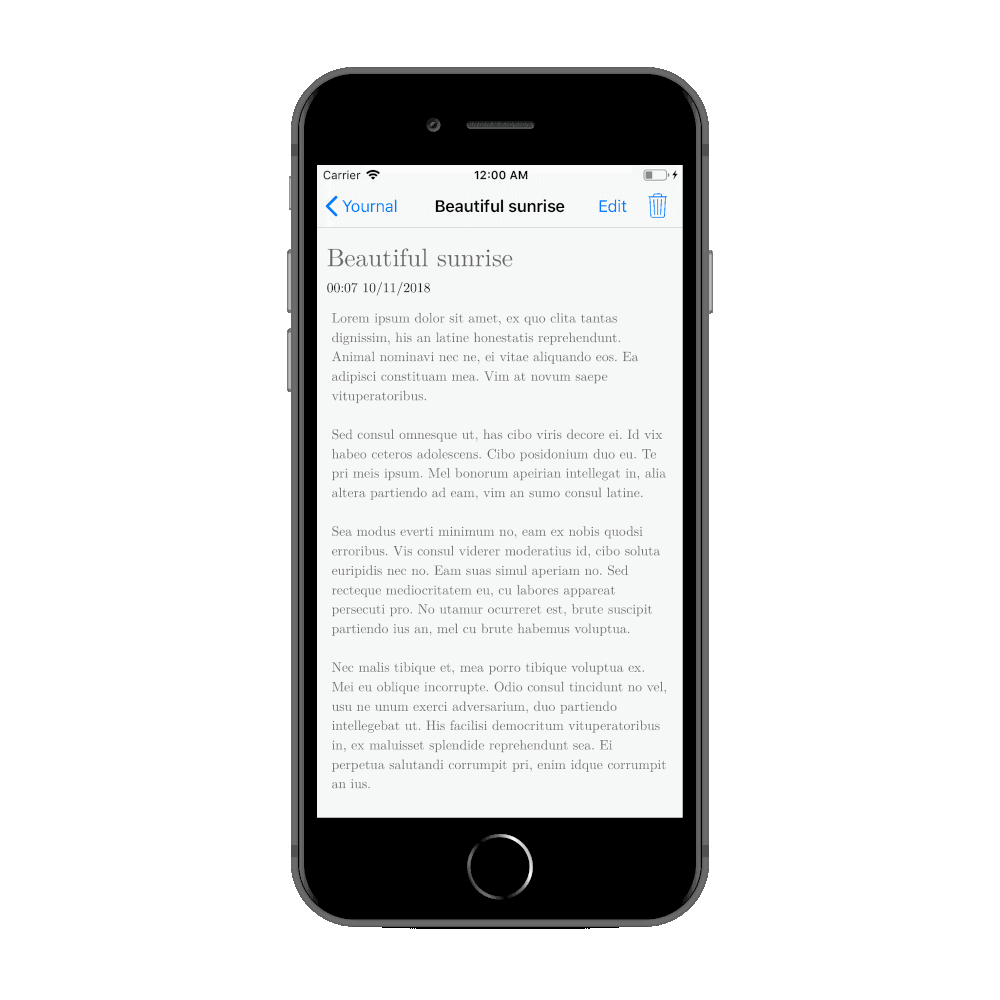 Carrier 12:00 AM
Yournal Beautiful sunrise Edit
Beautiful sunrise
00:07 10/11/2018
Lorem ipsum dolor sit amet, ex quo clita tantas
dignissim, his an latine honestatis reprehendunt.
Animal nominavi nec ne, ei vitae aliquando eos. Ea
adipisci constituam mea. Vim at novum saepe
vituperatoribus.
Sed consul omnesque ut, has cibo viris decore ei. Id vix
habeo ceteros adolescens. Cibo posidonium duo eu. Te
pri meis ipsum. Mel bonorum apeirian intellegat in, alia
altera partiendo ad eam, vim an sumo consul latine.
Sea modus everti minimum no, eam ex nobis quodsi
erroribus. Vis consul viderer moderatius id, cibo soluta
euripidis nec no. Eam suas simul aperiam no. Sed
recteque mediocritatem eu, cu labores appareat
persecuti pro. No utamur ocurreret est, brute suscipit
partiendo ius an, mel cu brute habemus voluptua.
Nec malis tibique et, mea porro tibique voluptua ex.
Mei eu oblique incorrupte. Odio consul tincidunt no vel,
usu ne unum exerci adversarium, duo partiendo
intellegebat ut. His facilisi democritum vituperatoribus
in, ex maluisset splendide reprehendunt sea. Ei
perpetua salutandi corrumpit pri, enim idque corrumpit
an ius.